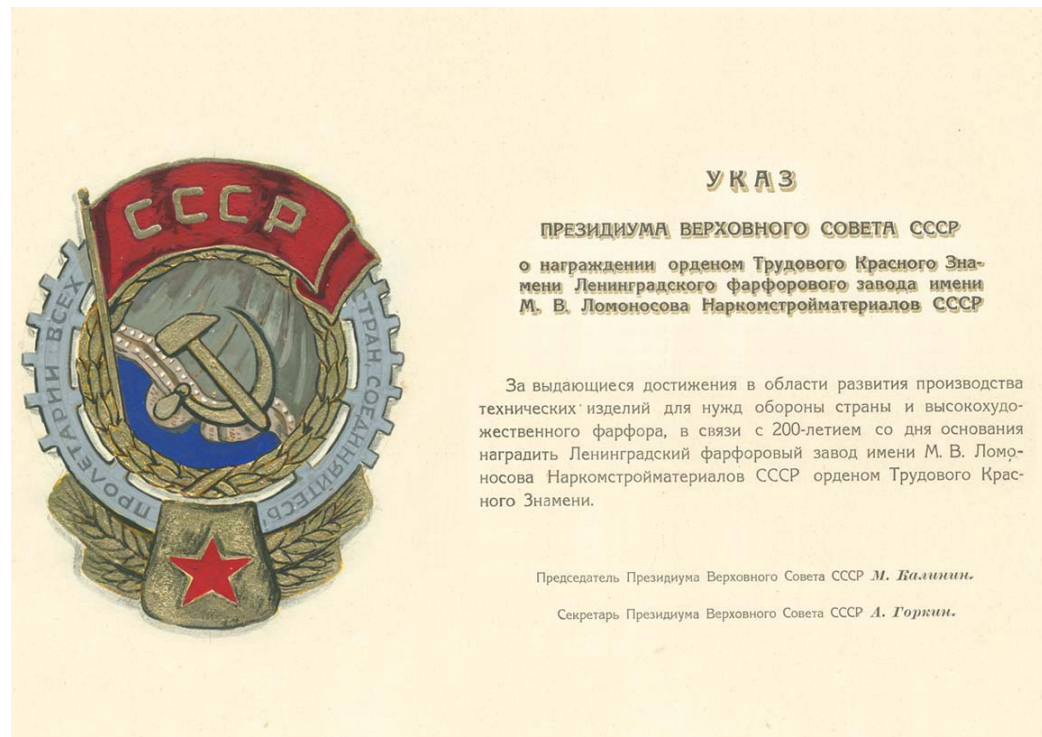 СССР
ПРОЛЕТАРИИ ВСЕХ СТРАН, СОЕДИНЯЙТЕСЬ!
УКАЗ
ПРЕЗИДИУМА ВЕРХОВНОГО СОВЕТА СССР
о награждении орденом Трудового Красного Зна-
мени Ленинградского фарфорового завода имени
М. В. Ломоносова Наркомстройматериалов СССР
За выдающиеся достижения в области развития производства
технических изделий для нужд обороны страны и высокохудо-
жественного фарфора, в связи с 200-летием со дня основания
наградить Ленинградский фарфоровый завод имени М. В. Ломо-
носова Наркомстройматериалов СССР орденом Трудового Крас-
ного Знамени.
Председатель Президиума Верховного Совета СССР М. Калинин.
Секретарь Президиума Верховного Совета СССР А. Горкин.